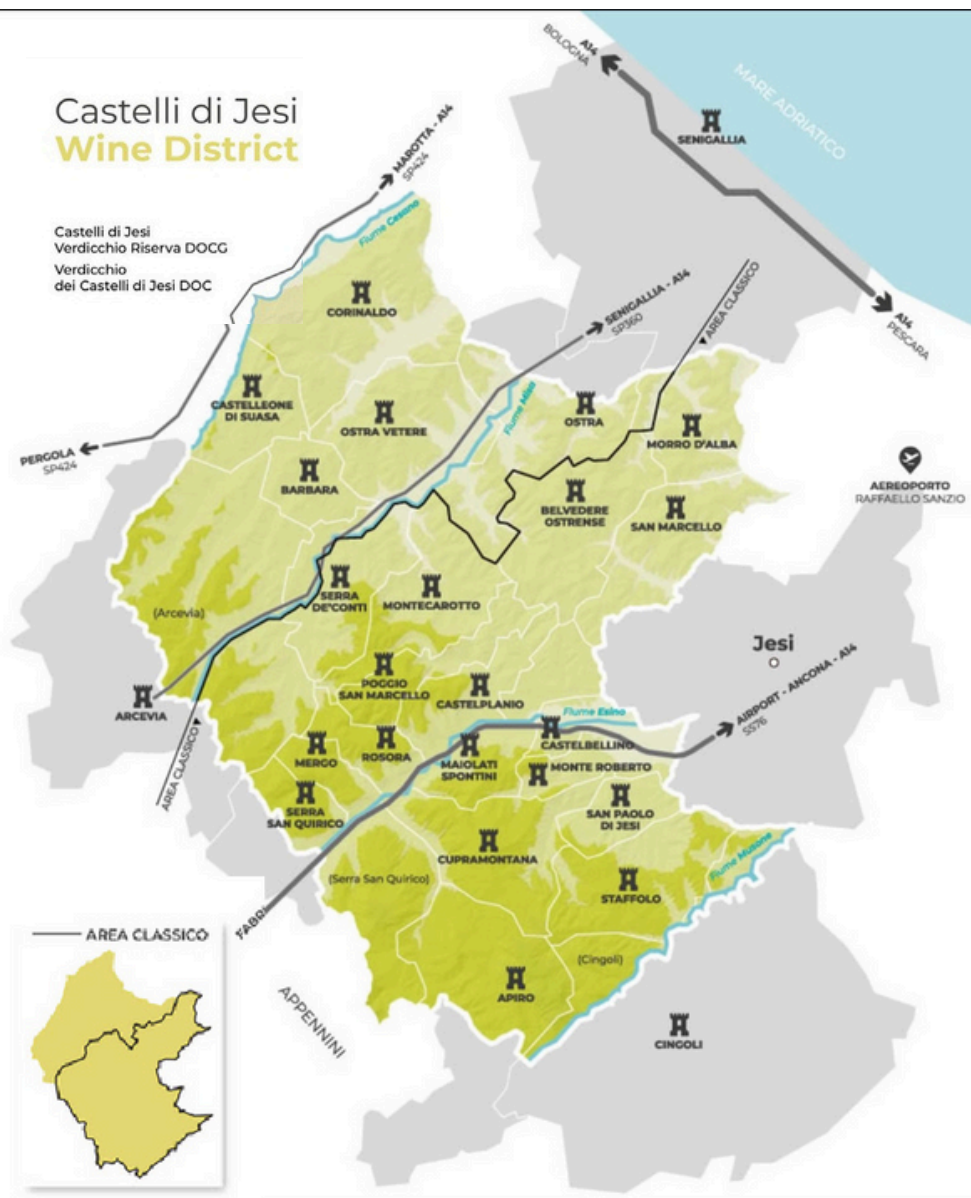 Castelli di Jesi
Wine District
Castelli di Jesi
Verdicchio Riserva DOCG
Verdicchio
dei Castelli di Jesi DOC
A14
BOLOGNA
MARE ADRIATICO
SENIGALLIA
MAROTTA - A14
SP424
Fiume Cesano
CORINALDO
SENIGALLIA - A14
SP360
AREA CLASSICO
A14
PESCARA
CASTELLEONE
DI SUASA
OSTRA VETERE
Fiume Misa
OSTRA
MORRO D'ALBA
PERGOLA
SP424
BARBARA
BELVEDERE
OSTRENSE
SAN MARCELLO
AEREOPORTO
RAFFAELLO SANZIO
SERRA
DE'CONTI
MONTECAROTTO
(Arcevia)
Jesi
POGGIO
SAN MARCELLO
CASTELPLANIO
ARCEVIA
Fiume Esino
AIRPORT - ANCONA - A14
SS76
AREA CLASSICO
MERGO
ROSORA
MAIOLATI
SPONTINI
CASTELBELLINO
MONTE ROBERTO
SERRA
SAN QUIRICO
SAN PAOLO
DI JESI
CUPRAMONTANA
Fiume Musone
(Serra San Quirico)
STAFFOLO
FABRI
AREA CLASSICO
(Cingoli)
APIRO
APPENNINI
CINGOLI